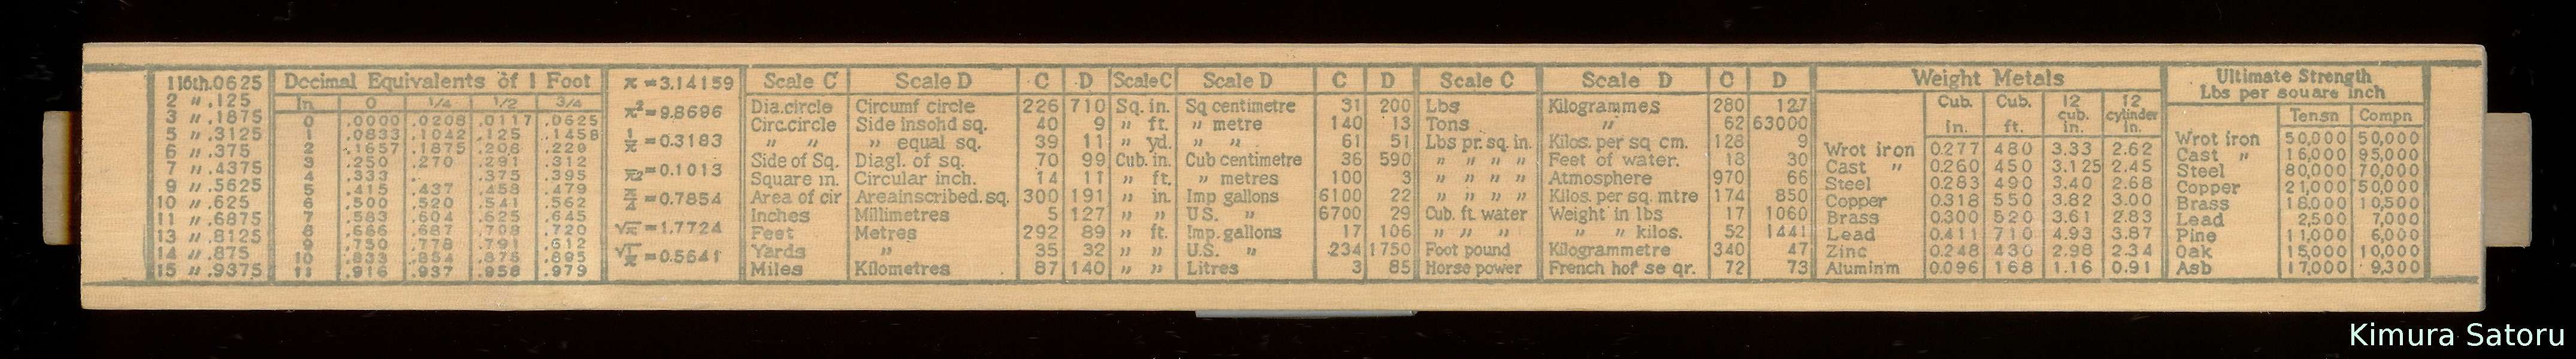 1 16th.0625
2 〃 .125
3 〃 .1875
5 〃 .3125
6 〃 .375
7 〃 .4375
9 〃 .5625
10 〃 .625
11 〃 .6875
13 〃 .8125
14 〃 .875
15 〃 .9375
Decimal Equivalents of 1 Foot
In. 0 1/4 1/2 3/4
0 .0000 .0208 .0117 .0625
1 .0833 .1042 .125 .1458
2 .1657 .1875 .208 .229
3 .250 .270 .291 .312
4 .333 . .375 .395
5 .415 .437 .458 .479
6 .500 .520 .541 .562
7 .583 .604 .625 .645
8 .666 .687 .708 .720
9 .750 .778 .791 .612
10 .833 .854 .875 .895
11 .916 .937 .958 .979
π =3.14159
π²=9.8696
1/π=0.3183
1/π2=0.1013
π/4=0.7854
√π=1.7724
√1/π=0.5641
Scale C Scale D C D
Dia.circle Circumf circle 226 710
Circ.circle Side insohd sq. 40 9
〃 〃 〃 equal sq. 39 11
Side of Sq. Diagl. of sq. 70 99
Square in. Circular inch. 14 11
Area of cir Areainscribed.sq. 300 191
Inches Millimetres 5 127
Feet Metres 292 89
Yards 〃 35 32
Miles Kilometres 87 140
Scale C Scale D C D
Sq. in. Sq centimetre 31 200
〃 ft. 〃 metre 140 13
〃 yd. 〃 〃 61 51
Cub. in. Cub centimetre 36 590
〃 ft. 〃 metres 100 3
〃 in. Imp gallons 6100 22
〃 〃 U.S. 〃 6700 29
〃 ft. Imp. gallons 17 106
〃 〃 U.S. 〃 234 1750
〃 〃 Litres 3 85
Scale C Scale D C D
Lbs Kilogrammes 280 127
Tons 〃 62 63000
Lbs pr. sq. in. Kilos. per sq cm. 128 9
〃 〃 〃 〃 Feet of water. 13 30
〃 〃 〃 〃 Atmosphere 970 66
〃 〃 〃 〃 Kilos. per sq. mtre 174 850
Cub. ft. water Weight in lbs 17 1060
〃 〃 〃 〃 〃 kilos. 52 1441
Foot pound Kilogrammetre 340 47
Horse power French hof se qr. 72 73
Weight Metals
Cub. in. Cub. ft. 12 cub. in. 12 cylinder in.
Wrot iron 0.277 480 3.33 2.62
Cast 〃 0.260 450 3.125 2.45
Steel 0.283 490 3.40 2.68
Copper 0.318 550 3.82 3.00
Brass 0.300 520 3.61 2.83
Lead 0.411 710 4.93 3.87
Zinc 0.248 430 2.98 2.34
Aluminm 0.096 168 1.16 0.91
Ultimate Strength
Lbs per souare inch
Tensn Compn
Wrot iron 50,000 50,000
Cast 〃 16,000 95,000
Steel 80,000 70,000
Copper 21,000 50,000
Brass 18,000 10,500
Lead 2,500 7,000
Pine 11,000 6,000
Oak 15,000 10,000
Asb 17,000 9,300
Kimura Satoru